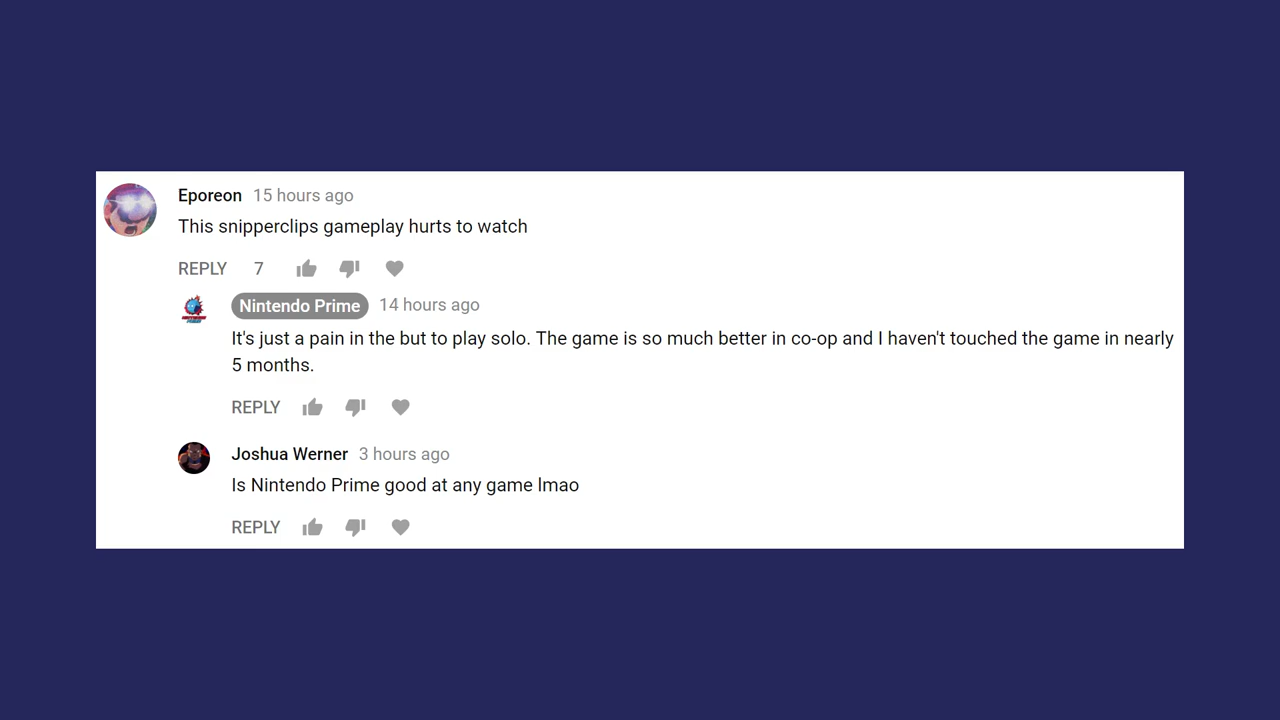 Eporeon 15 hours ago
This snipperclips gameplay hurts to watch
REPLY 7
Nintendo Prime 14 hours ago
It's just a pain in the but to play solo. The game is so much better in co-op and I haven't touched the game in nearly
5 months.
REPLY
Joshua Werner 3 hours ago
Is Nintendo Prime good at any game lmao
REPLY